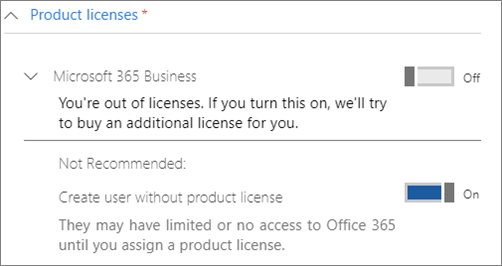 Product licenses *
Microsoft 365 Business
Off
You're out of licenses. If you turn this on, we'll try
to buy an additional license for you.
Not Recommended:
Create user without product license
On
They may have limited or no access to Office 365
until you assign a product license.